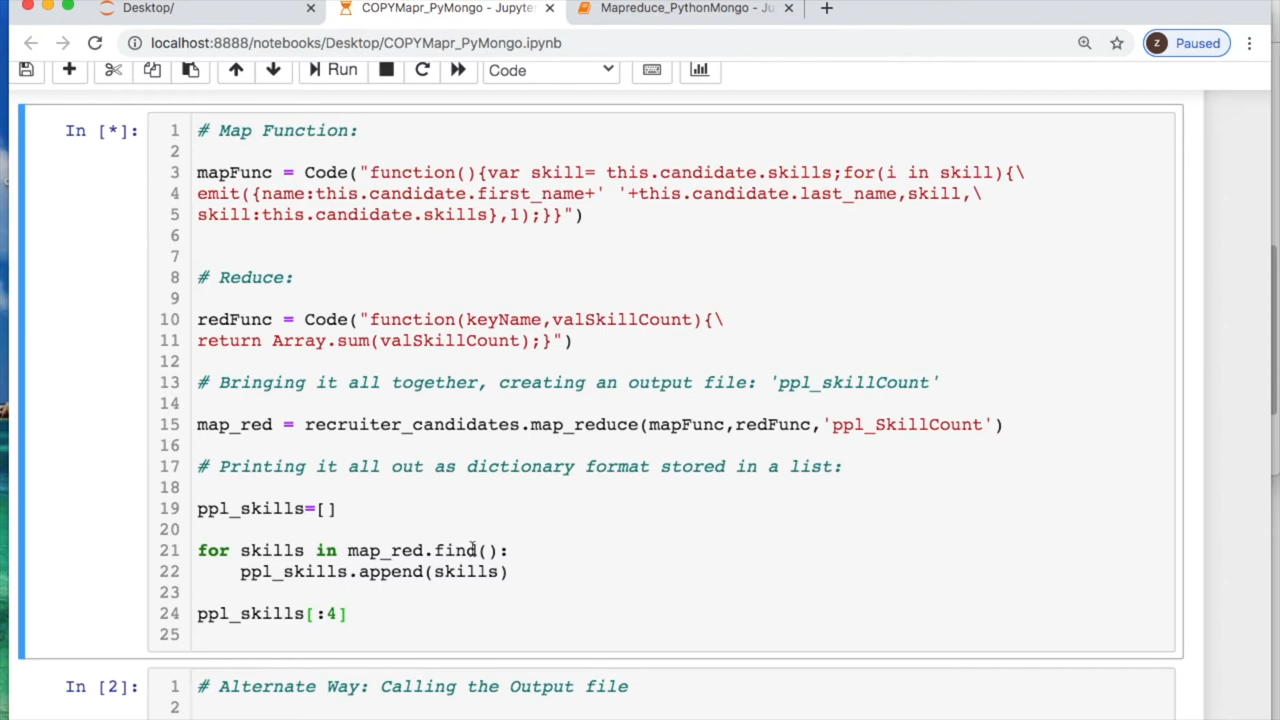 Desktop/
COPYMapr_PyMongo - Jupyter
Mapreduce_PythonMongo - Ju
localhost:8888/notebooks/Desktop/COPYMapr_PyMongo.ipynb
Z Paused
Run
Code
In [*]:
1 # Map Function:
2
3 mapFunc = Code("function(){var skill= this.candidate.skills;for(i in skill){\
4 emit({name:this.candidate.first_name+' '+this.candidate.last_name,skill,\
5 skill:this.candidate.skills},1);}}")
6
7
8 # Reduce:
9
10 redFunc = Code("function(keyName,valSkillCount){\
11 return Array.sum(valSkillCount);}")
12
13 # Bringing it all together, creating an output file: 'ppl_skillCount'
14
15 map_red = recruiter_candidates.map_reduce(mapFunc,redFunc,'ppl_SkillCount')
16
17 # Printing it all out as dictionary format stored in a list:
18
19 ppl_skills=[]
20
21 for skills in map_red.find():
22     ppl_skills.append(skills)
23
24 ppl_skills[:4]
25
In [2]:
1 # Alternate Way: Calling the Output file
2